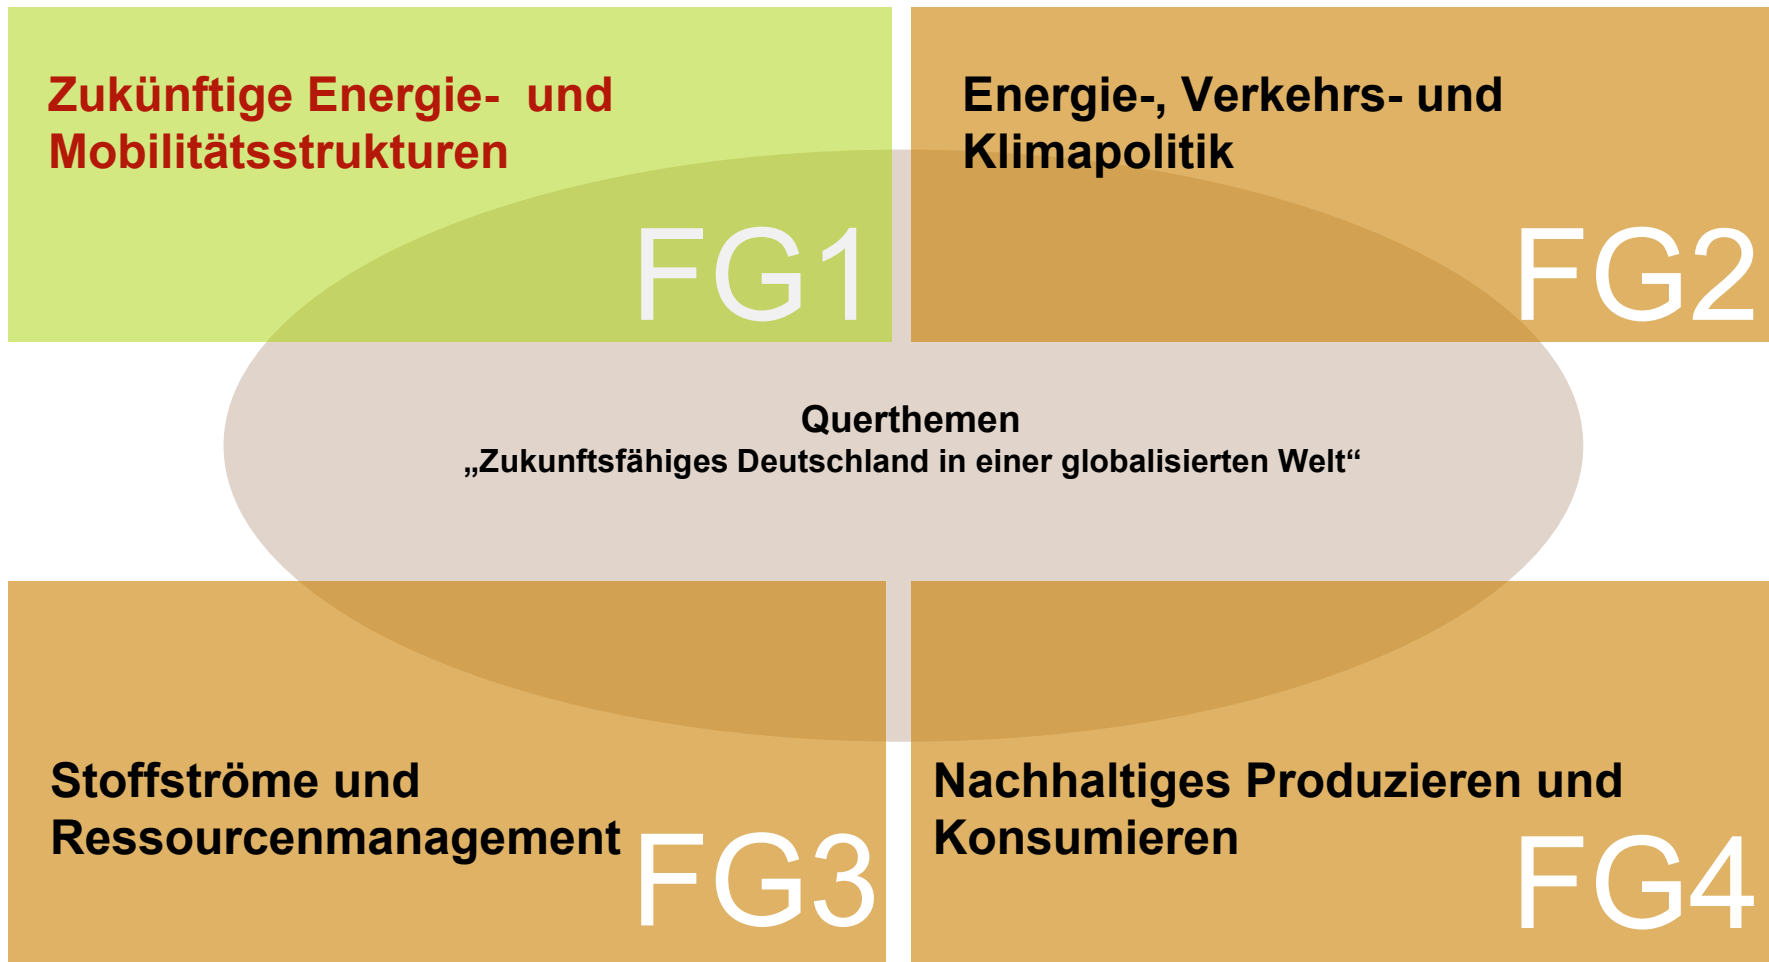 Zukünftige Energie- und
Mobilitätsstrukturen
FG1
Energie-, Verkehrs- und
Klimapolitik
FG2
Querthemen
„Zukunftsfähiges Deutschland in einer globalisierten Welt“
Stoffströme und
Ressourcenmanagement
FG3
Nachhaltiges Produzieren und
Konsumieren
FG4